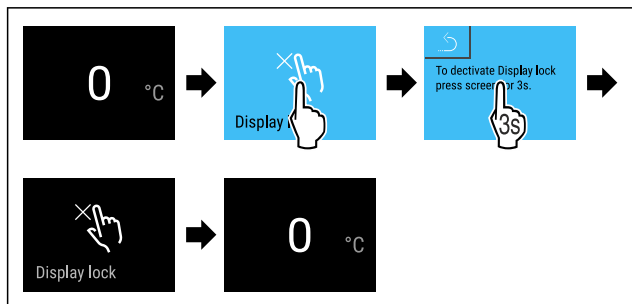 0 °C
Display
To dectivate Display lock
press screen for 3s.
3s
Display lock
0 °C